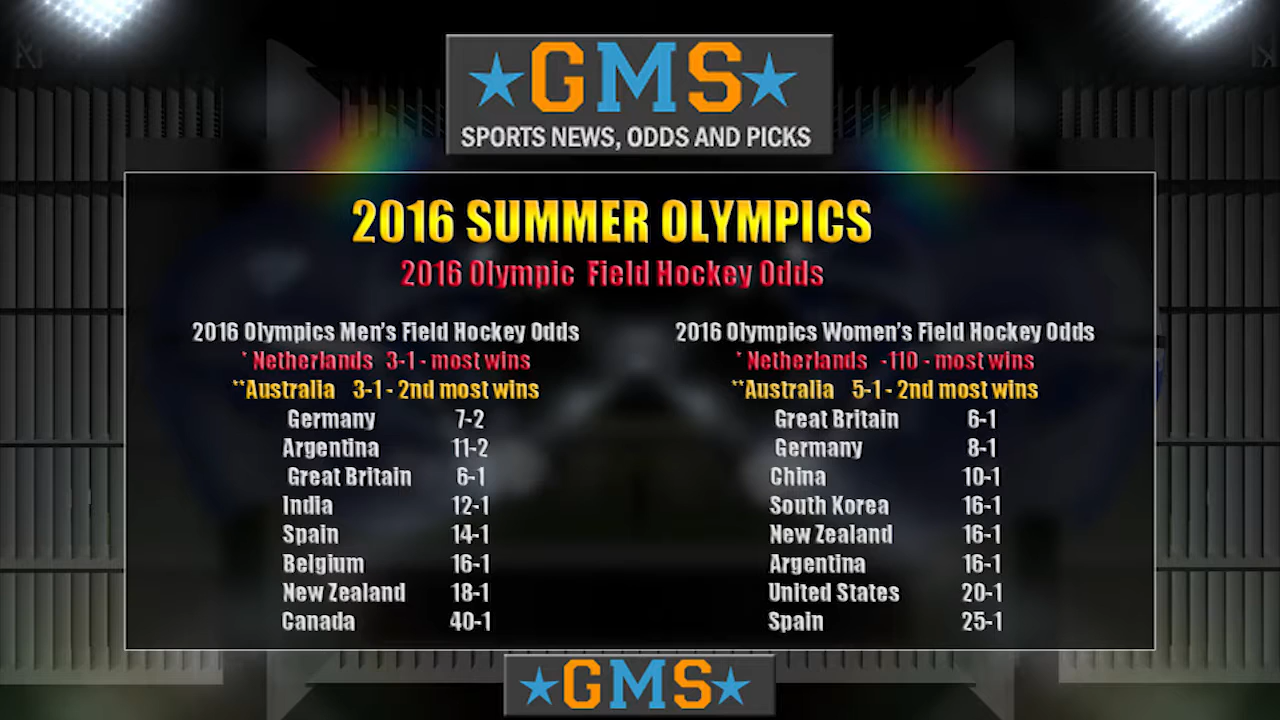 GMS
SPORTS NEWS, ODDS AND PICKS
2016 SUMMER OLYMPICS
2016 Olympic Field Hockey Odds
2016 Olympics Men's Field Hockey Odds
* Netherlands 3-1 - most wins
**Australia 3-1 - 2nd most wins
Germany 7-2
Argentina 11-2
Great Britain 6-1
India 12-1
Spain 14-1
Belgium 16-1
New Zealand 18-1
Canada 40-1
2016 Olympics Women's Field Hockey Odds
* Netherlands -110 - most wins
**Australia 5-1 - 2nd most wins
Great Britain 6-1
Germany 8-1
China 10-1
South Korea 16-1
New Zealand 16-1
Argentina 16-1
United States 20-1
Spain 25-1
GMS